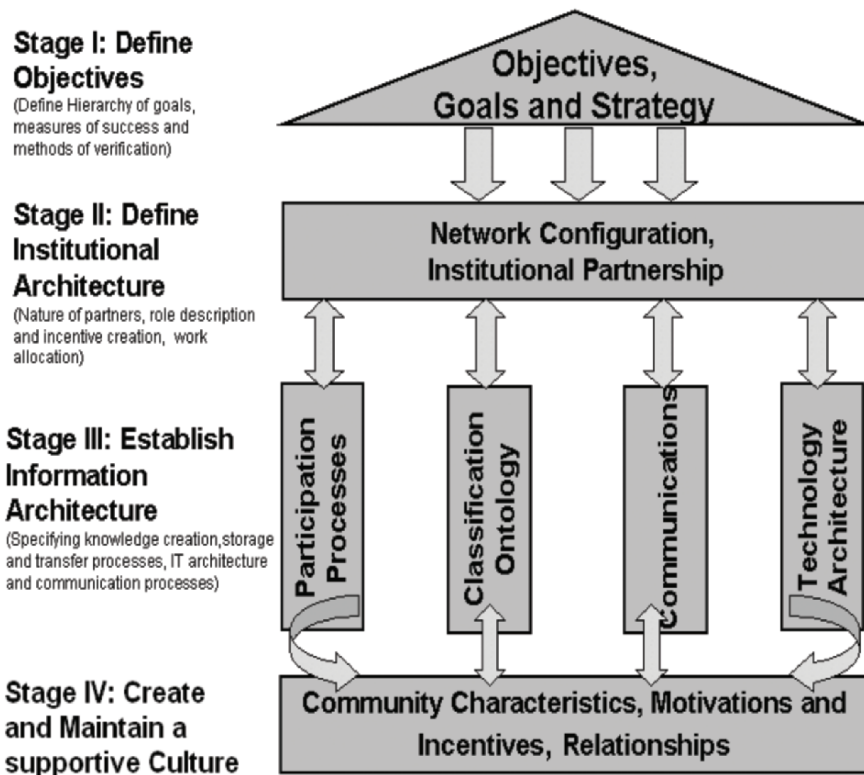 Stage I: Define
Objectives
(Define Hierarchy of goals,
measures of success and
methods of verification)
Objectives,
Goals and Strategy
Stage II: Define
Institutional
Architecture
(Nature of partners, role description
and incentive creation, work
allocation)
Network Configuration,
Institutional Partnership
Stage III: Establish
Information
Architecture
(Specifying knowledge creation,storage
and transfer processes, IT architecture
and communication processes)
Participation
Processes
Classification
Ontology
Communications
Technology
Architecture
Stage IV: Create
and Maintain a
supportive Culture
Community Characteristics, Motivations and
Incentives, Relationships